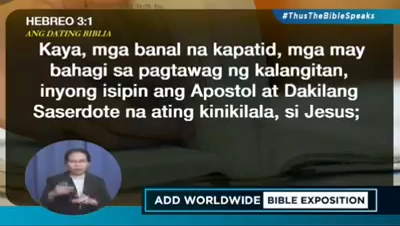 HEBREO 3:1
#ThusTheBibleSpeaks
ANG DATING BIBLIA
Kaya, mga banal na kapatid, mga may
bahagi sa pagtawag ng kalangitan,
inyong isipin ang Apostol at Dakilang
Saserdote na ating kinikilala, si Jesus;
ADD WORLDWIDE BIBLE EXPOSITION